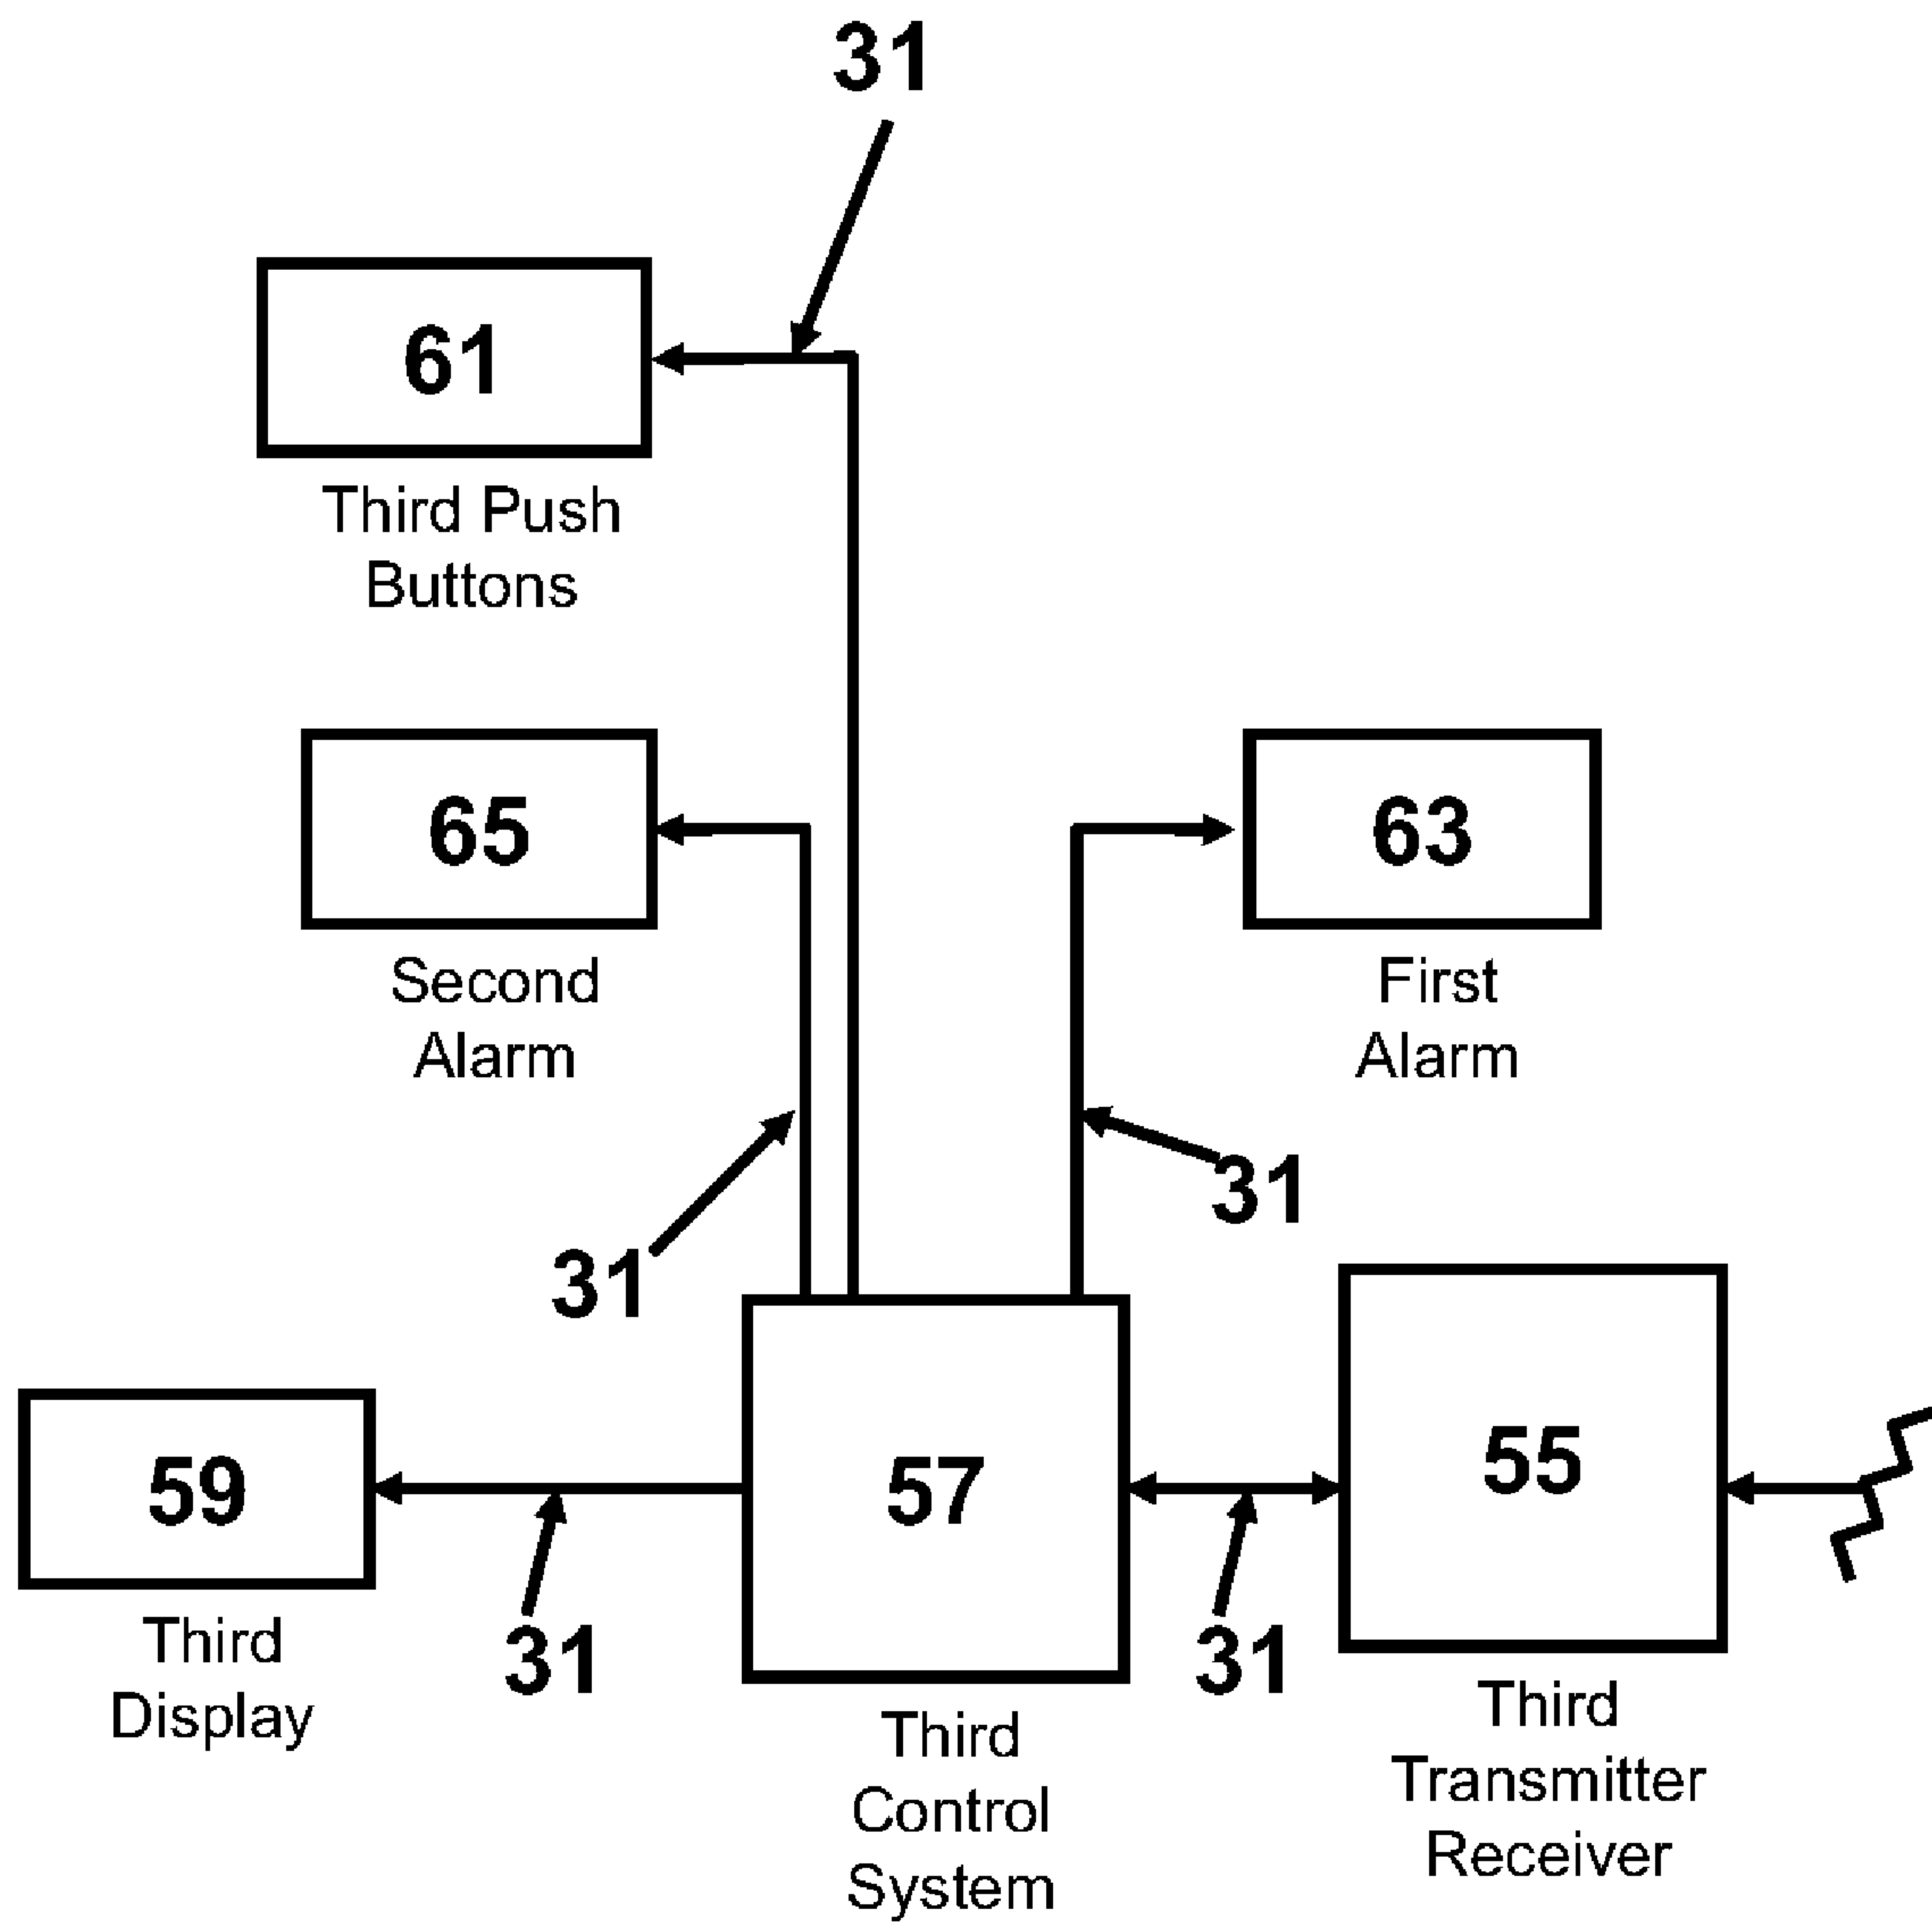 31
61
Third Push
Buttons
65
Second
Alarm
63
First
Alarm
31
31
59
Third
Display
31
57
Third
Control
System
31
55
Third
Transmitter
Receiver